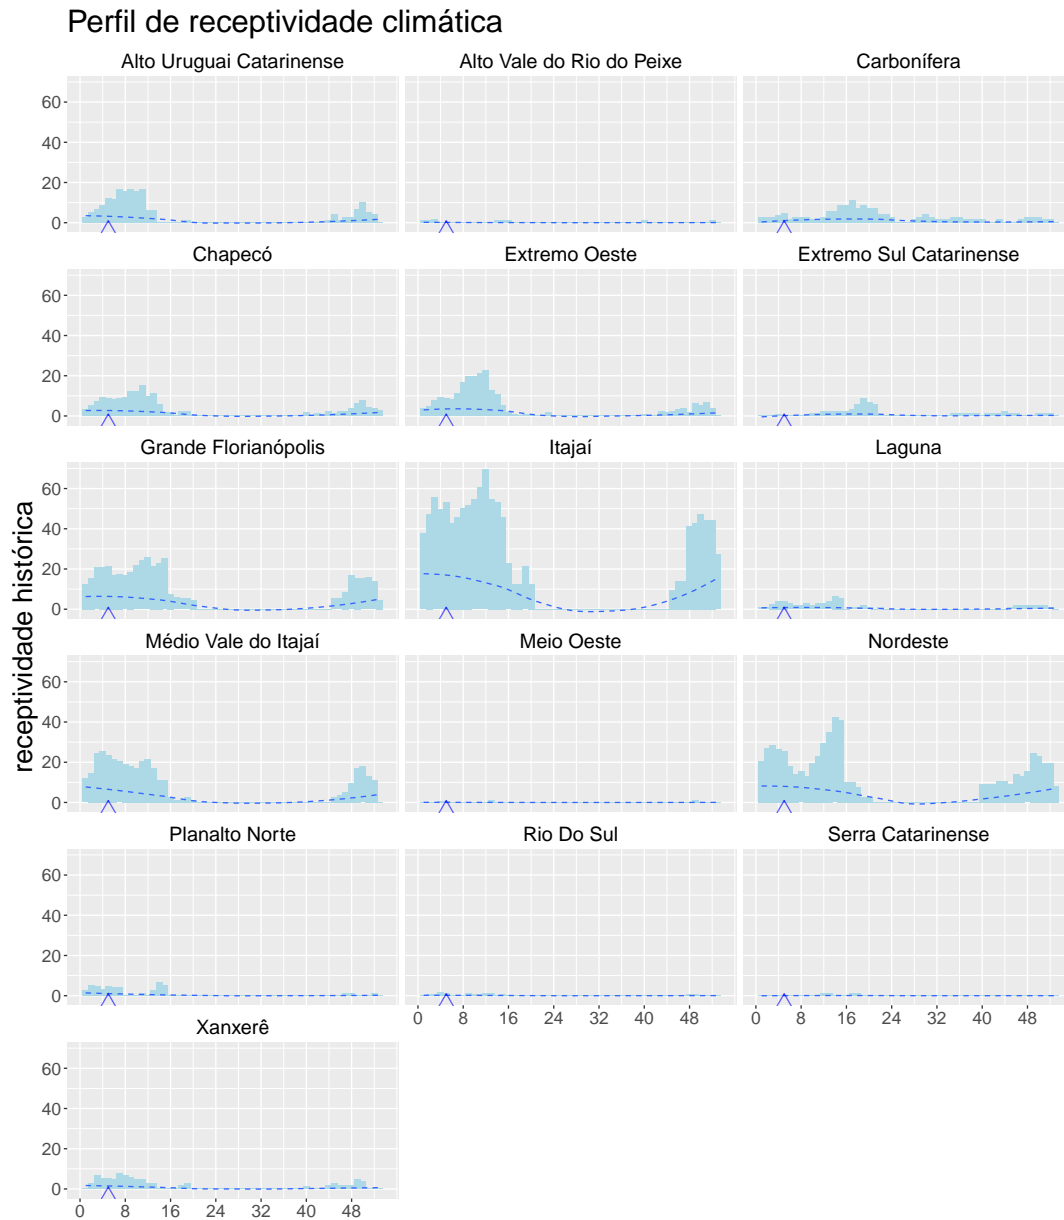 Perfil de receptividade climática
Alto Uruguai Catarinense
Alto Vale do Rio do Peixe
Carbonífera
60
40
20
0
Chapecó
Extremo Oeste
Extremo Sul Catarinense
60
40
20
0
Grande Florianópolis
Itajaí
Laguna
60
40
20
0
receptividade histórica
Médio Vale do Itajaí
Meio Oeste
Nordeste
60
40
20
0
Planalto Norte
Rio Do Sul
Serra Catarinense
60
40
20
0
0 8 16 24 32 40 48
0 8 16 24 32 40 48
Xanxerê
60
40
20
0
0 8 16 24 32 40 48